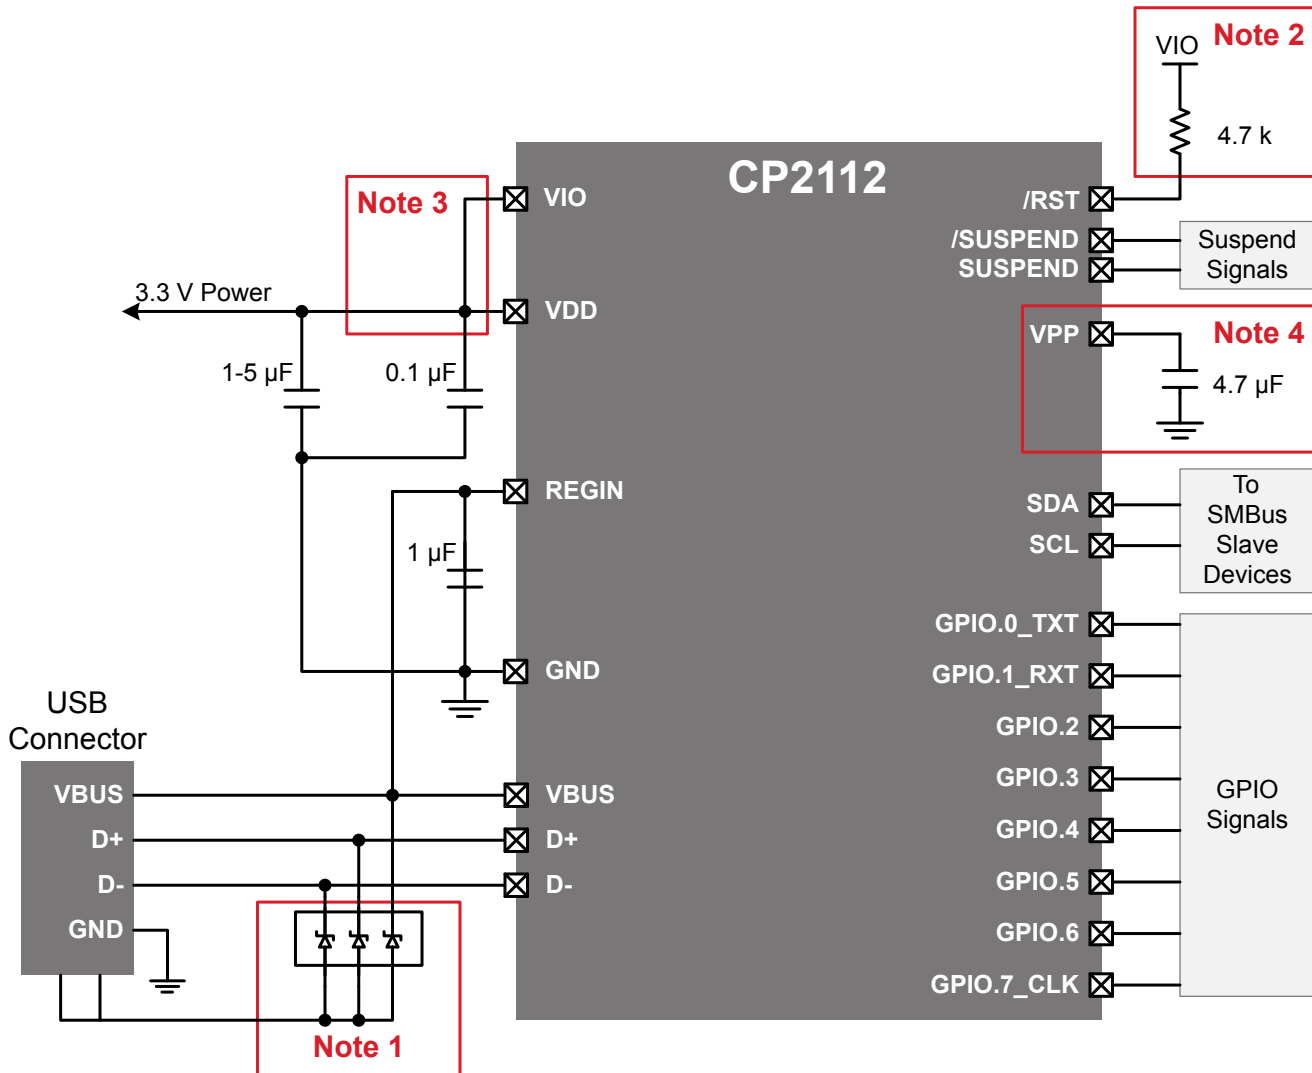 Note 2
VIO
4.7 k
CP2112
Note 3
VIO
/RST
/SUSPEND
SUSPEND
Suspend
Signals
3.3 V Power
VDD
VPP
Note 4
1-5 µF
0.1 µF
4.7 µF
REGIN
SDA
SCL
To
SMBus
Slave
Devices
1 µF
GND
GPIO.0_TXT
GPIO.1_RXT
GPIO.2
GPIO.3
GPIO.4
GPIO.5
GPIO.6
GPIO.7_CLK
GPIO
Signals
USB
Connector
VBUS
D+
D-
GND
VBUS
D+
D-
Note 1